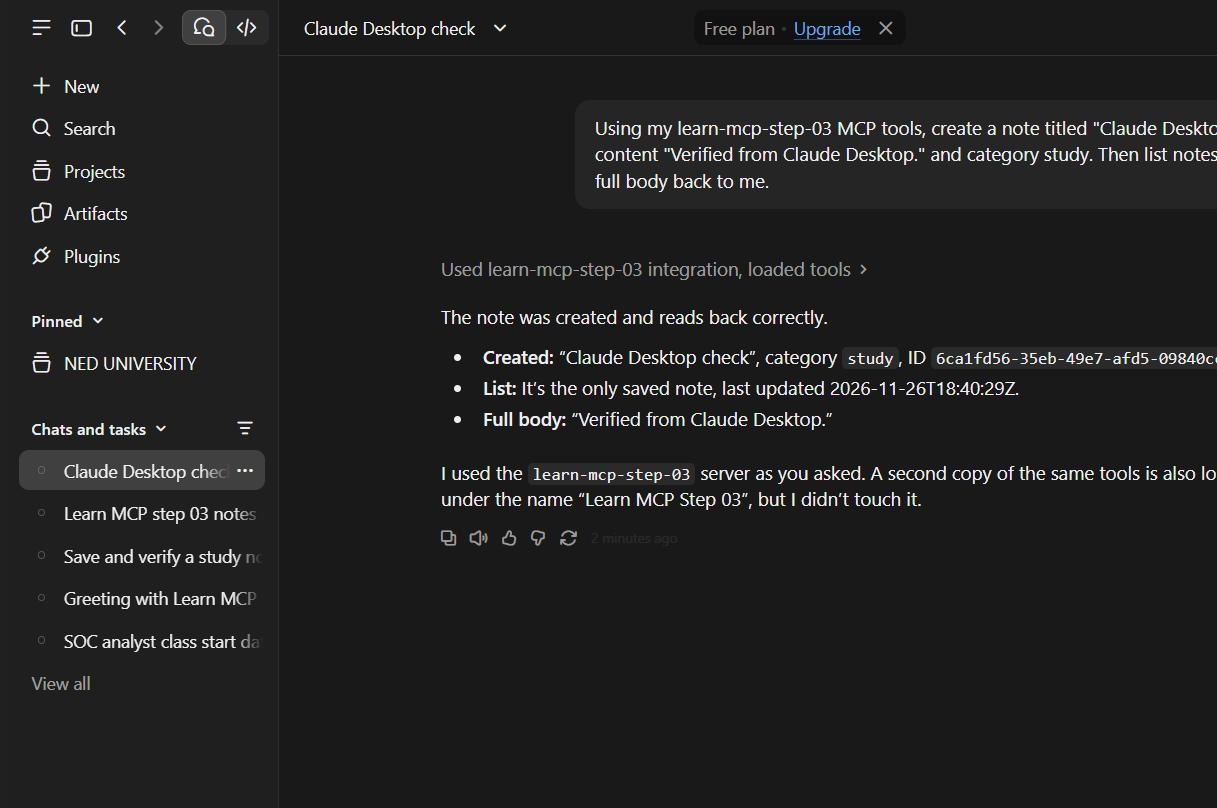 Claude Desktop check
Free plan · Upgrade
New
Search
Projects
Artifacts
Plugins
Pinned
NED UNIVERSITY
Chats and tasks
Claude Desktop chec
Learn MCP step 03 notes
Save and verify a study
Greeting with Learn MCP
SOC analyst class start
View all
Using my learn-mcp-step-03 MCP tools, create a note titled "Claude
content "Verified from Claude Desktop." and category study. Then list notes
full body back to me.
Used learn-mcp-step-03 integration, loaded tools
The note was created and reads back correctly.
• Created: “Claude Desktop check”, category study, ID 6ca1fd56-35eb-49e7-afd5-09840c
• List: It’s the only saved note, last updated 2026-11-26T18:40:29Z.
• Full body: “Verified from Claude Desktop.”
I used the learn-mcp-step-03 server as you asked. A second copy of the same tools is also
under the name “Learn MCP Step 03”, but I didn’t touch it.
2 minutes ago